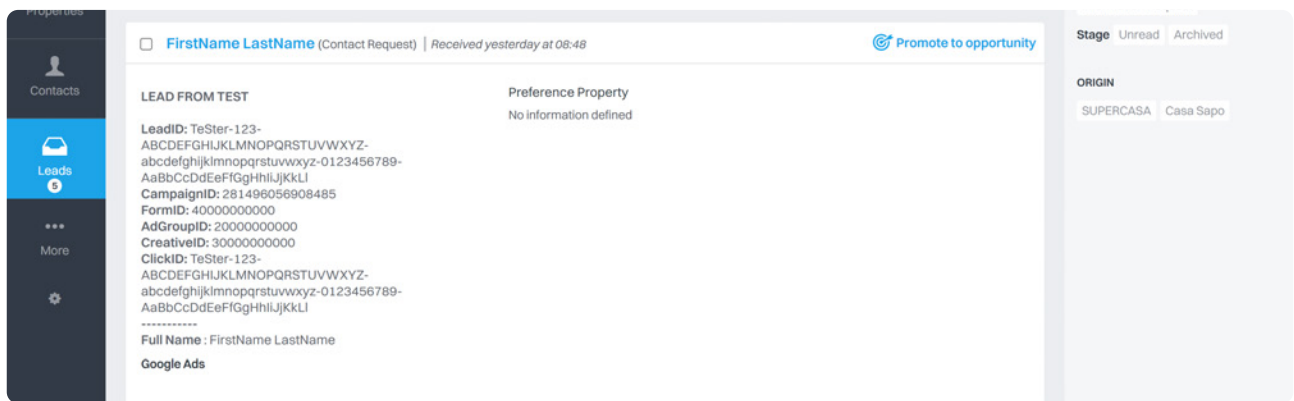 Properties
Contacts
Leads
5
More
FirstName LastName (Contact Request) | Received yesterday at 08:48
Promote to opportunity
LEAD FROM TEST
LeadID: TeSter-123-
ABCDEFGHIJKLMNOPQRSTUVWXYZ-
abcdefghijklmnopqrstuvwxyz-0123456789-
AaBbCcDdEeFfGgHhIiJjKkLl
CampaignID: 281496056908485
FormID: 40000000000
AdGroupID: 20000000000
CreativeID: 30000000000
ClickID: TeSter-123-
ABCDEFGHIJKLMNOPQRSTUVWXYZ-
abcdefghijklmnopqrstuvwxyz-0123456789-
AaBbCcDdEeFfGgHhIiJjKkLl
-----------
Full Name : FirstName LastName
Google Ads
Preference Property
No information defined
Stage Unread Archived
ORIGIN
SUPERCASA Casa Sapo